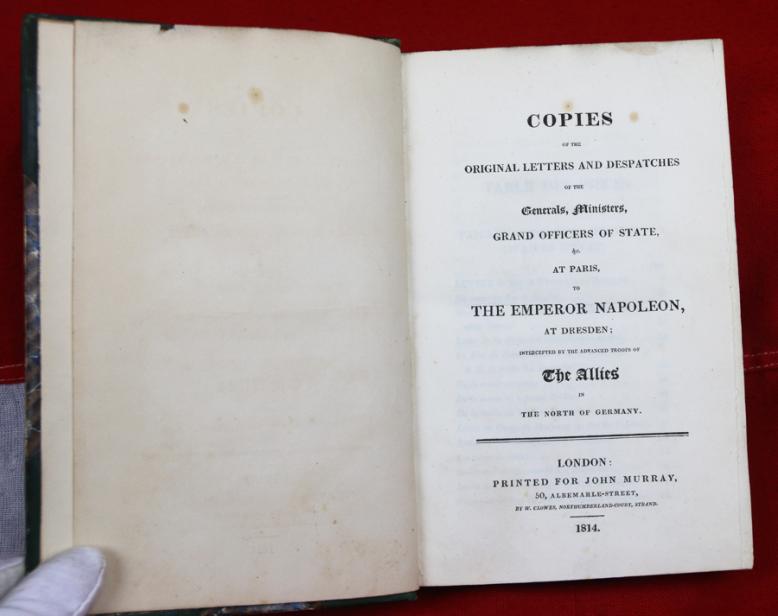 COPIES
OF THE
ORIGINAL LETTERS AND DESPATCHES
OF THE
Generals, Ministers,
GRAND OFFICERS OF STATE,
&c.
AT PARIS,
TO
THE EMPEROR NAPOLEON,
AT DRESDEN;
INTERCEPTED BY THE ADVANCED TROOPS OF
The Allies
IN
THE NORTH OF GERMANY.
LONDON:
PRINTED FOR JOHN MURRAY,
50, ALBEMARLE-STREET,
BY W. CLOWES, NORTHUMBERLAND-COURT, STRAND.
1814.